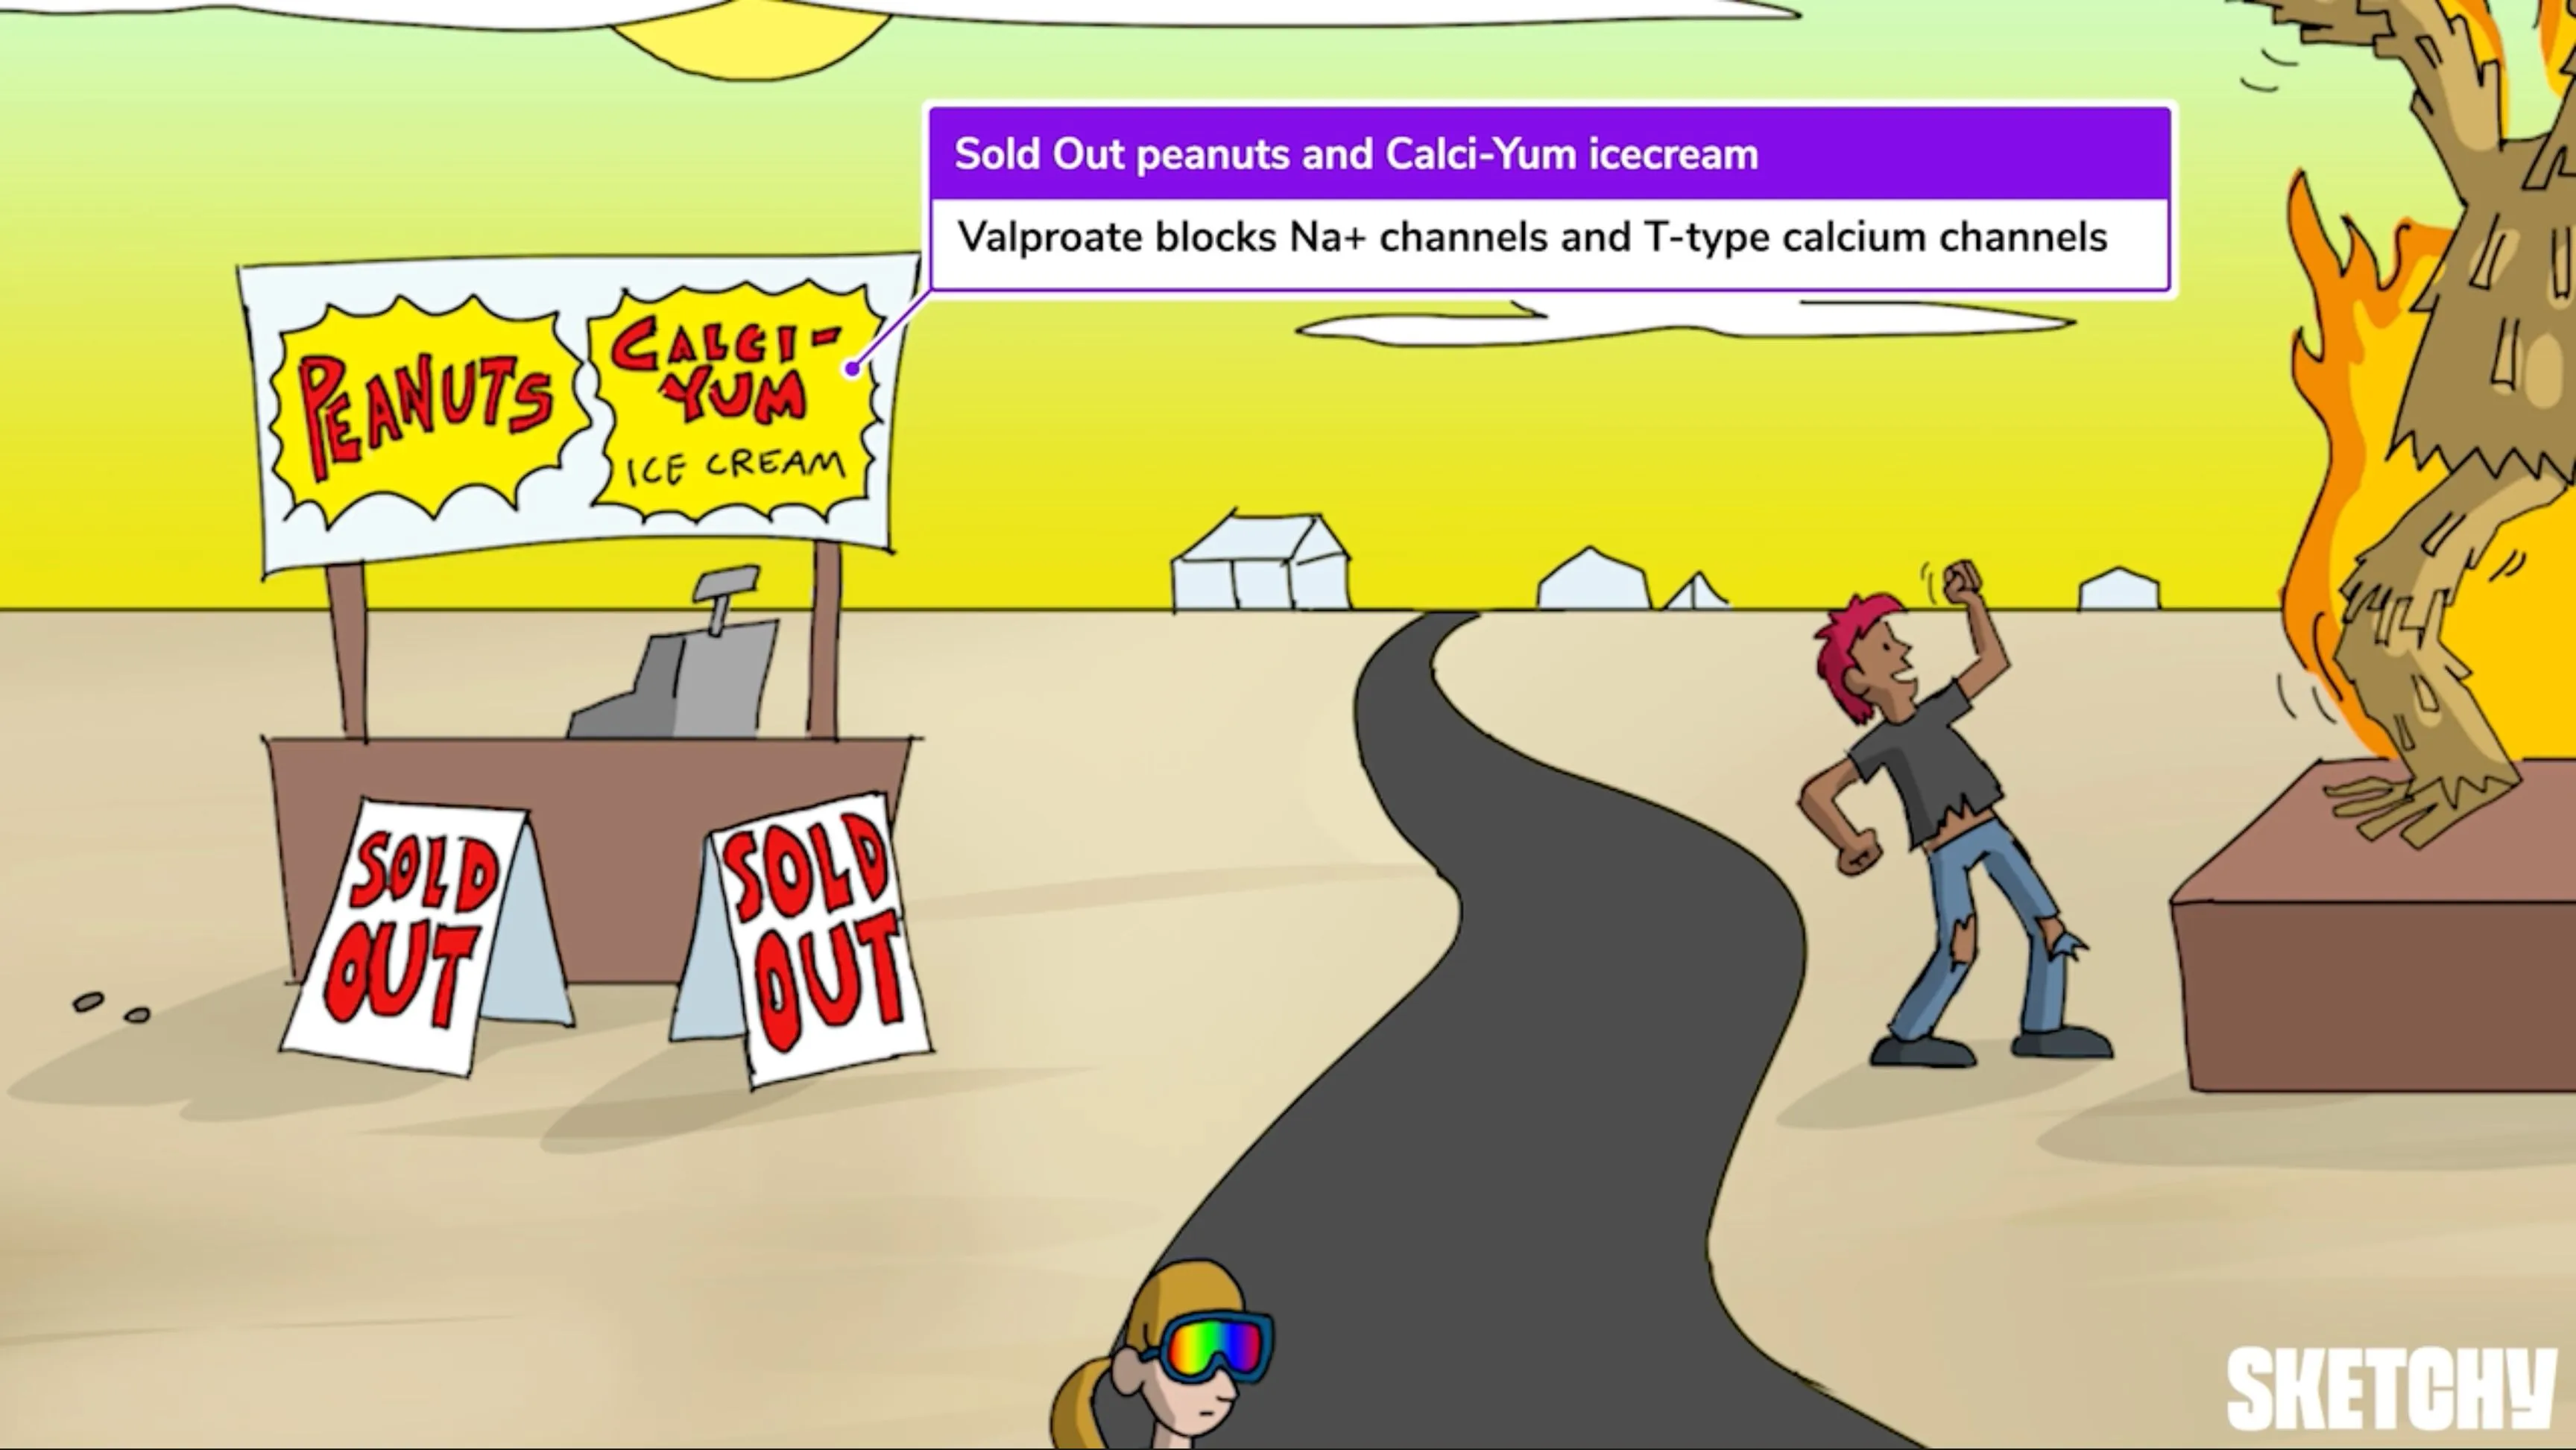 Sold Out peanuts and Calci-Yum icecream
Valproate blocks Na+ channels and T-type calcium channels
PEANUTS
CALCI-
YUM
ICE CREAM
SOLD
OUT
SOLD
OUT
SKETCHY